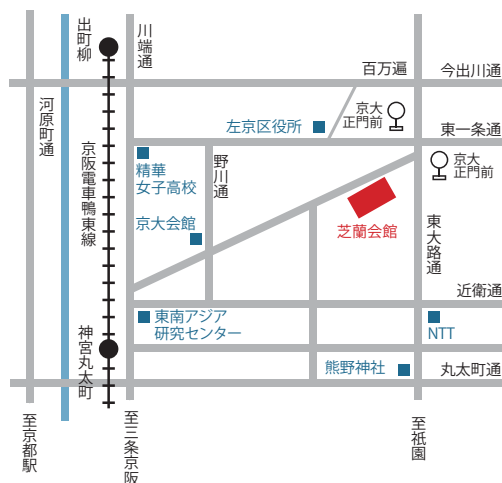 出町柳
川端通
百万遍
今出川通
河原町通
京大
正門前
左京区役所
東一条通
京阪電車鴨東線
精華
女子高校
野川通
京大
正門前
京大会館
芝蘭会館
東大路通
近衛通
東南アジア
研究センター
NTT
神宮丸太町
熊野神社
丸太町通
至京都駅
至三条京阪
至祇園